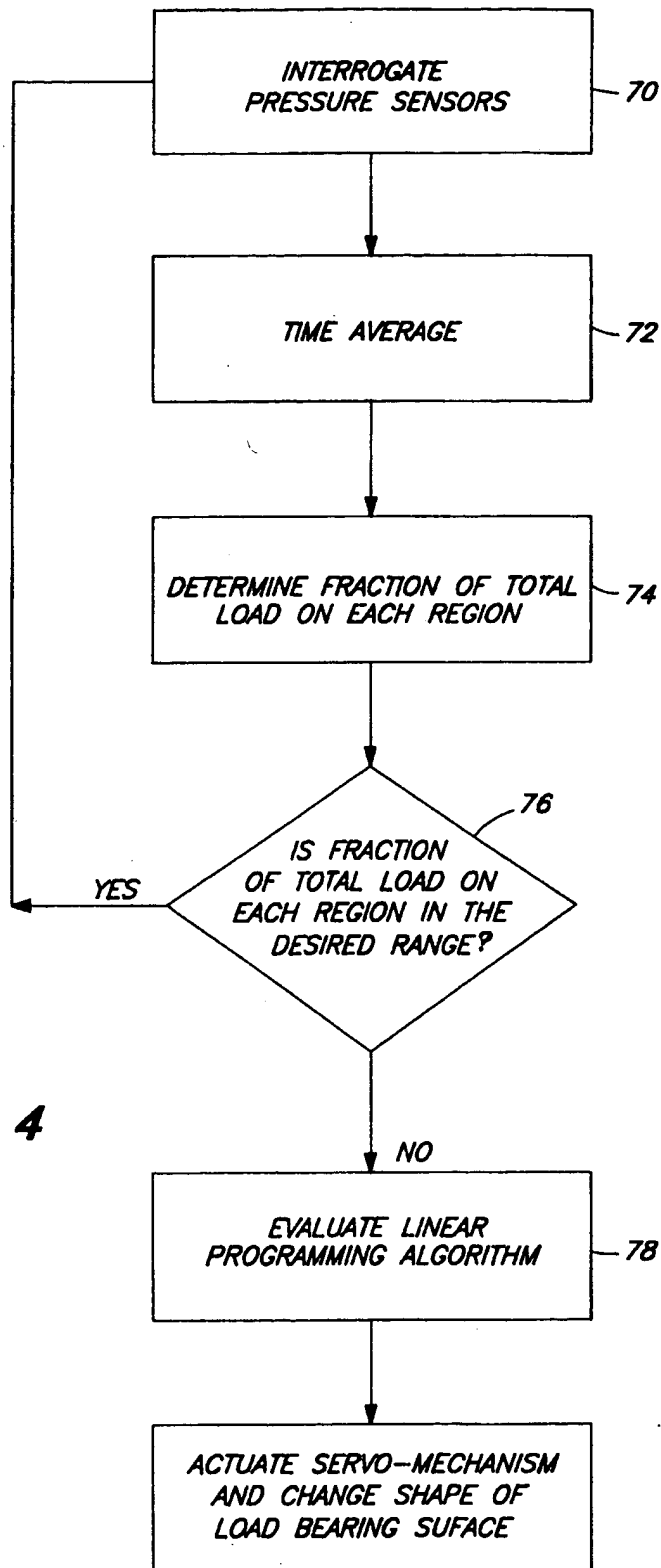 INTERROGATE
PRESSURE SENSORS
70
TIME AVERAGE
72
DETERMINE FRACTION OF TOTAL
LOAD ON EACH REGION
74
76
IS FRACTION
OF TOTAL LOAD ON
EACH REGION IN THE
DESIRED RANGE?
YES
4
NO
EVALUATE LINEAR
PROGRAMMING ALGORITHM
78
ACTUATE SERVO-MECHANISM
AND CHANGE SHAPE OF
LOAD BEARING SUFACE